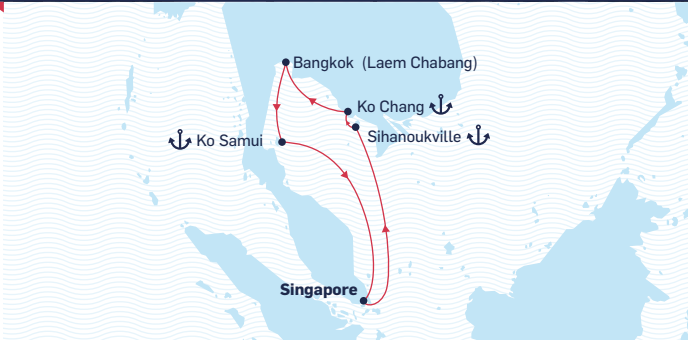 Bangkok (Laem Chabang)
Ko Chang
Sihanoukville
Ko Samui
Singapore